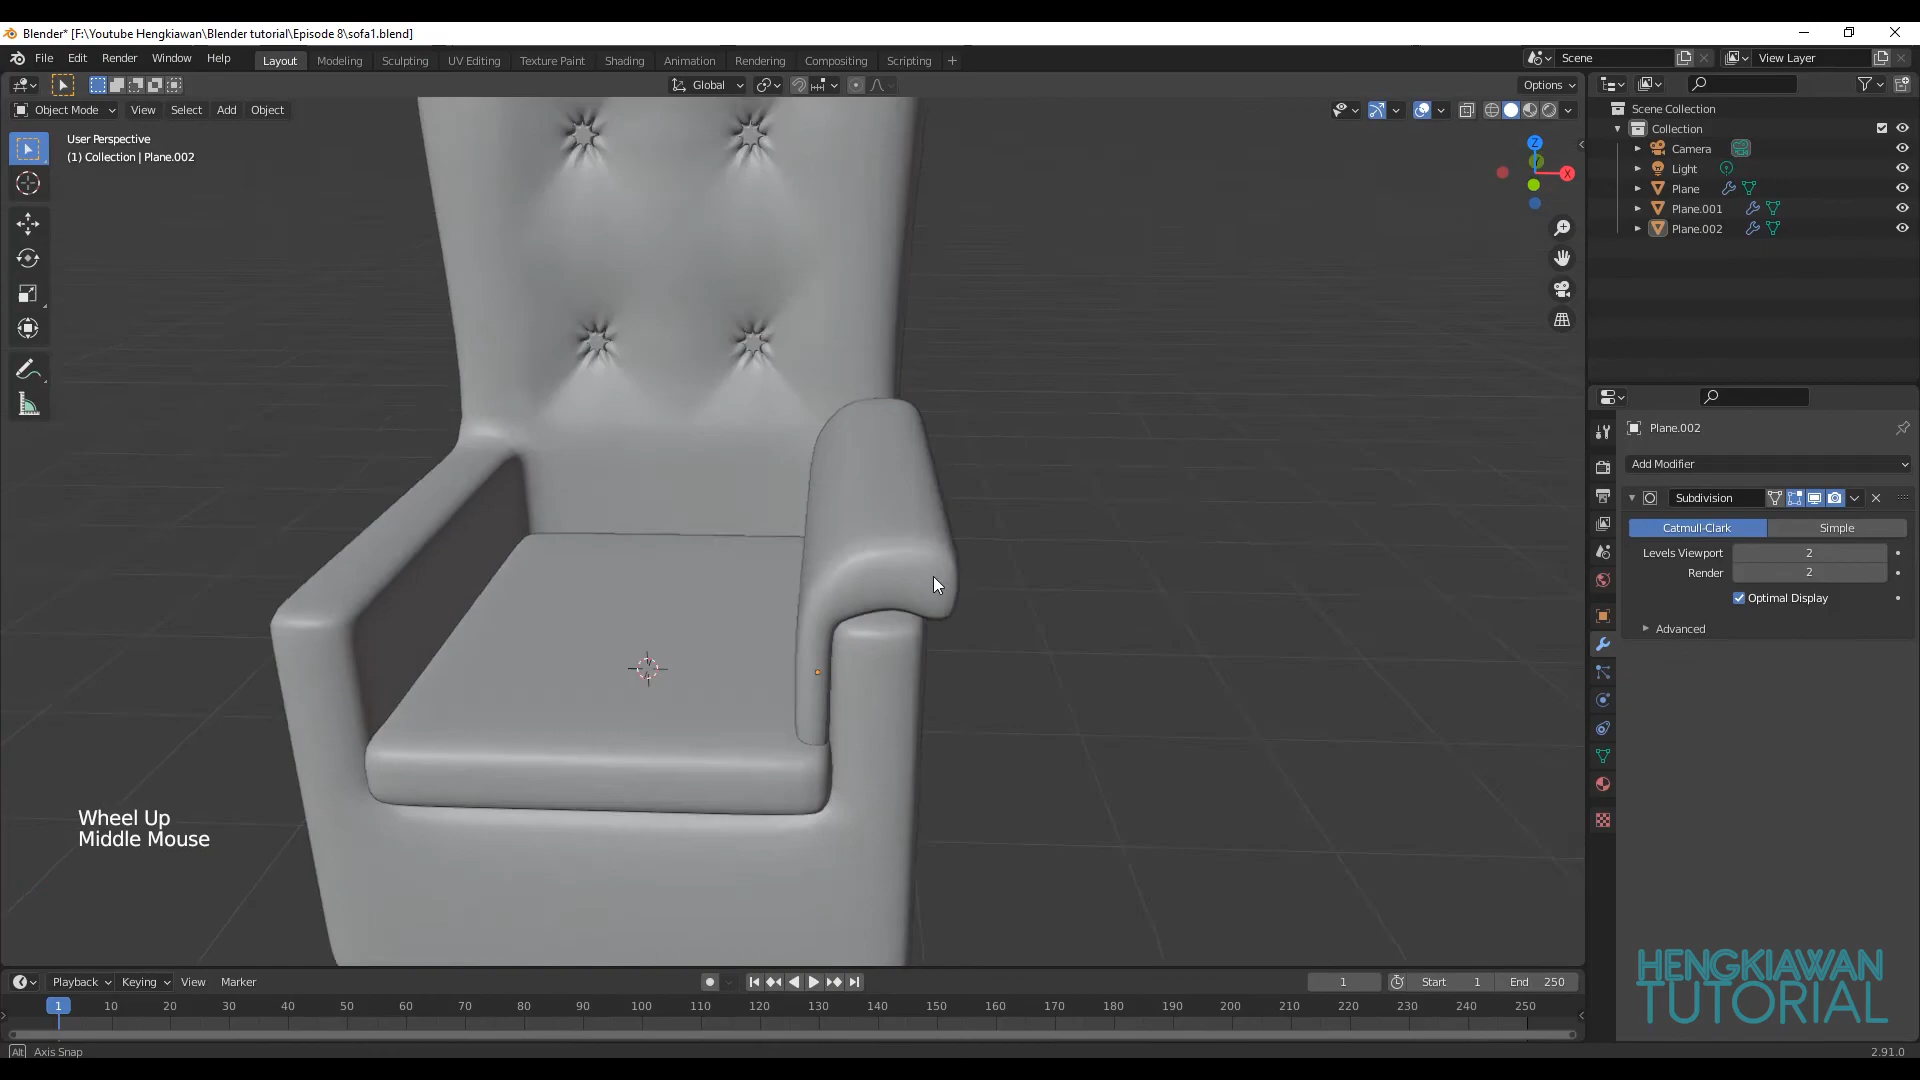 Blender* [F:\Youtube Hengkiawan\Blender tutorial\Episode 8\sofa1.blend]
File Edit Render Window Help
Layout Modeling Sculpting UV Editing Texture Paint Shading Animation Rendering Compositing Scripting +
Scene
View Layer
Global
Options
Object Mode View Select Add Object
User Perspective
(1) Collection | Plane.002
Z
X
Scene Collection
Collection
Camera
Light
Plane
Plane.001
Plane.002
Plane.002
Add Modifier
Subdivision
Catmull-Clark Simple
Levels Viewport 2
Render 2
Optimal Display
Advanced
Wheel Up
Middle Mouse
HENGKIAWAN
TUTORIAL
Playback Keying View Marker
1 Start 1 End 250
1 10 20 30 40 50 60 70 80 90 100 110 120 130 140 150 160 170 180 190 200 210 220 230 240 250
Alt Axis Snap
2.91.0